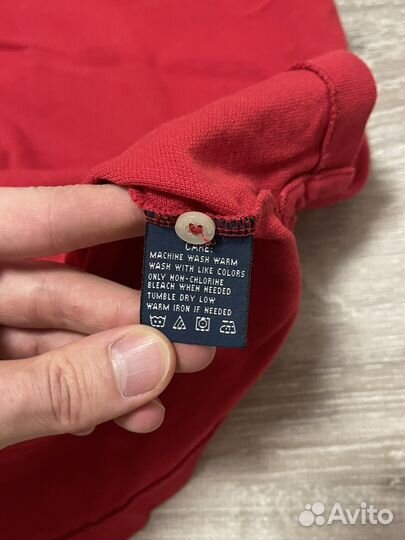 CARE:
MACHINE WASH WARM
WASH WITH LIKE COLORS
ONLY NON-CHLORINE
BLEACH WHEN NEEDED
TUMBLE DRY LOW
WARM IRON IF NEEDED
Avito